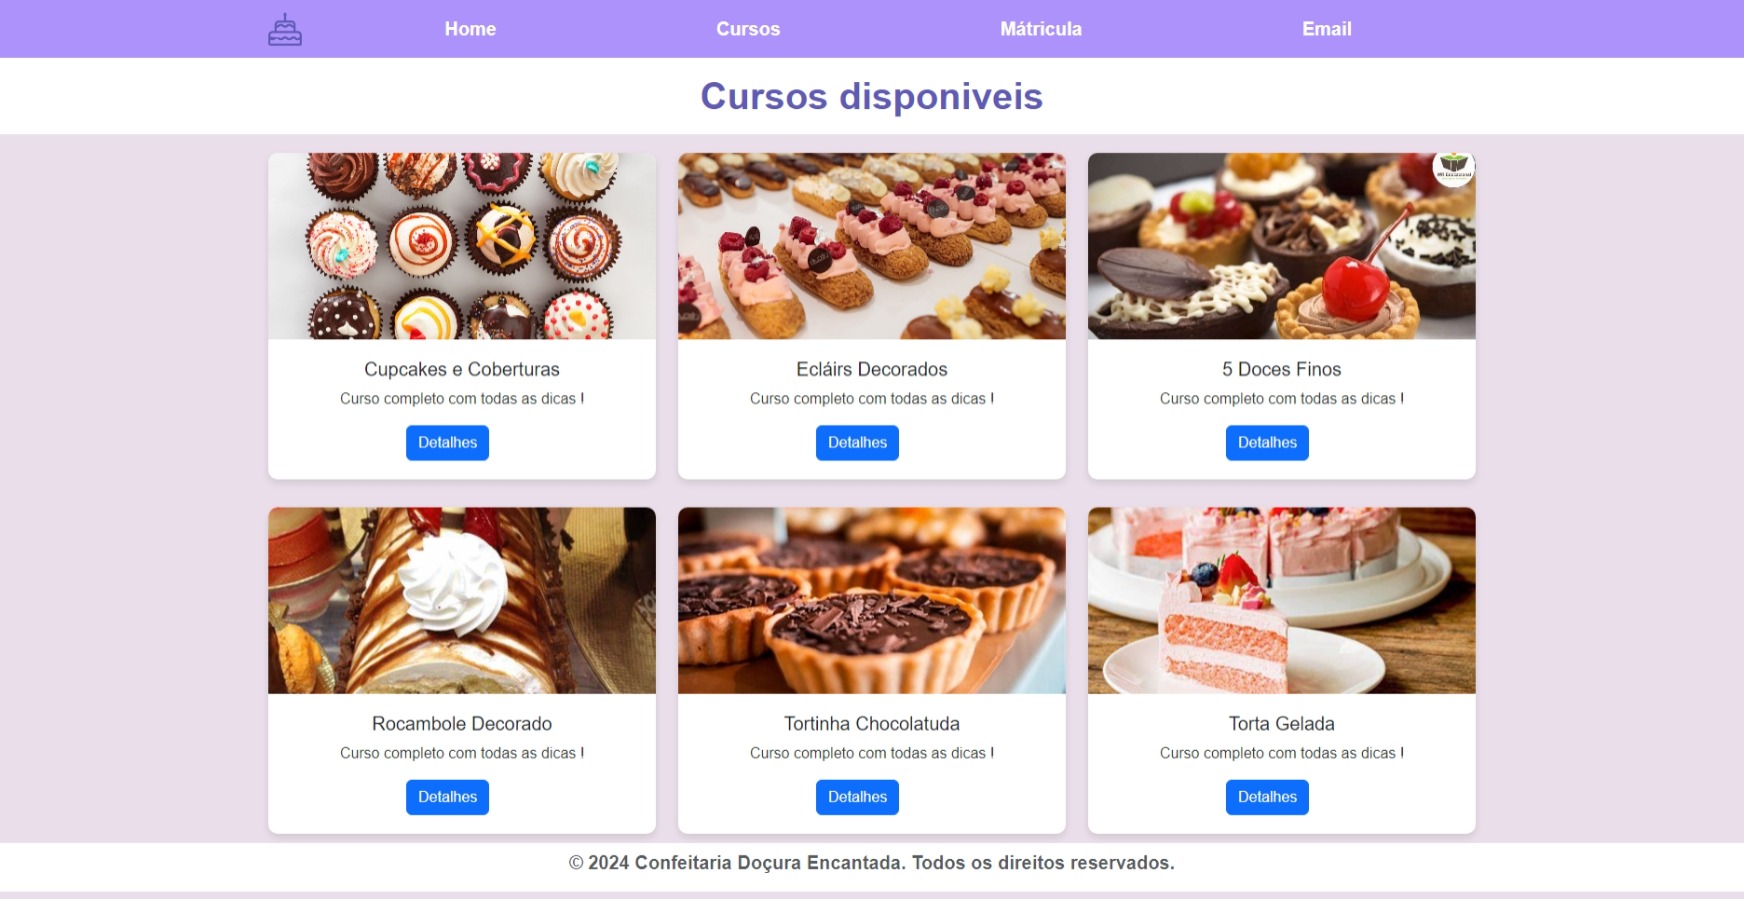 Home Cursos Mátricula Email
Cursos disponiveis
Cupcakes e Coberturas
Curso completo com todas as dicas !
Detalhes
Ecláirs Decorados
Curso completo com todas as dicas !
Detalhes
5 Doces Finos
Curso completo com todas as dicas !
Detalhes
Rocambole Decorado
Curso completo com todas as dicas !
Detalhes
Tortinha Chocolatuda
Curso completo com todas as dicas !
Detalhes
Torta Gelada
Curso completo com todas as dicas !
Detalhes
© 2024 Confeitaria Doçura Encantada. Todos os direitos reservados.